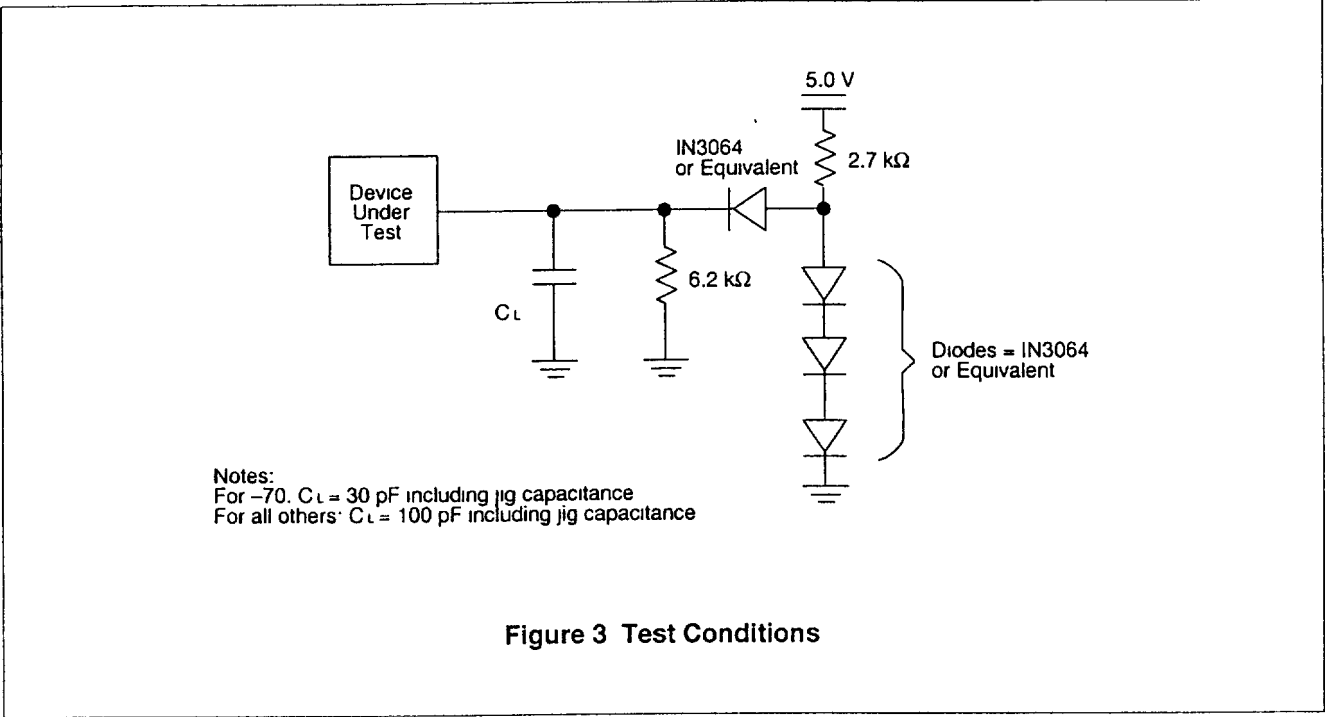 5.0 V
IN3064
or Equivalent
2.7 kΩ
Device
Under
Test
6.2 kΩ
CL
Diodes = IN3064
or Equivalent
Notes:
For –70. CL = 30 pF including jig capacitance
For all others· CL = 100 pF including jig capacitance
Figure 3 Test Conditions